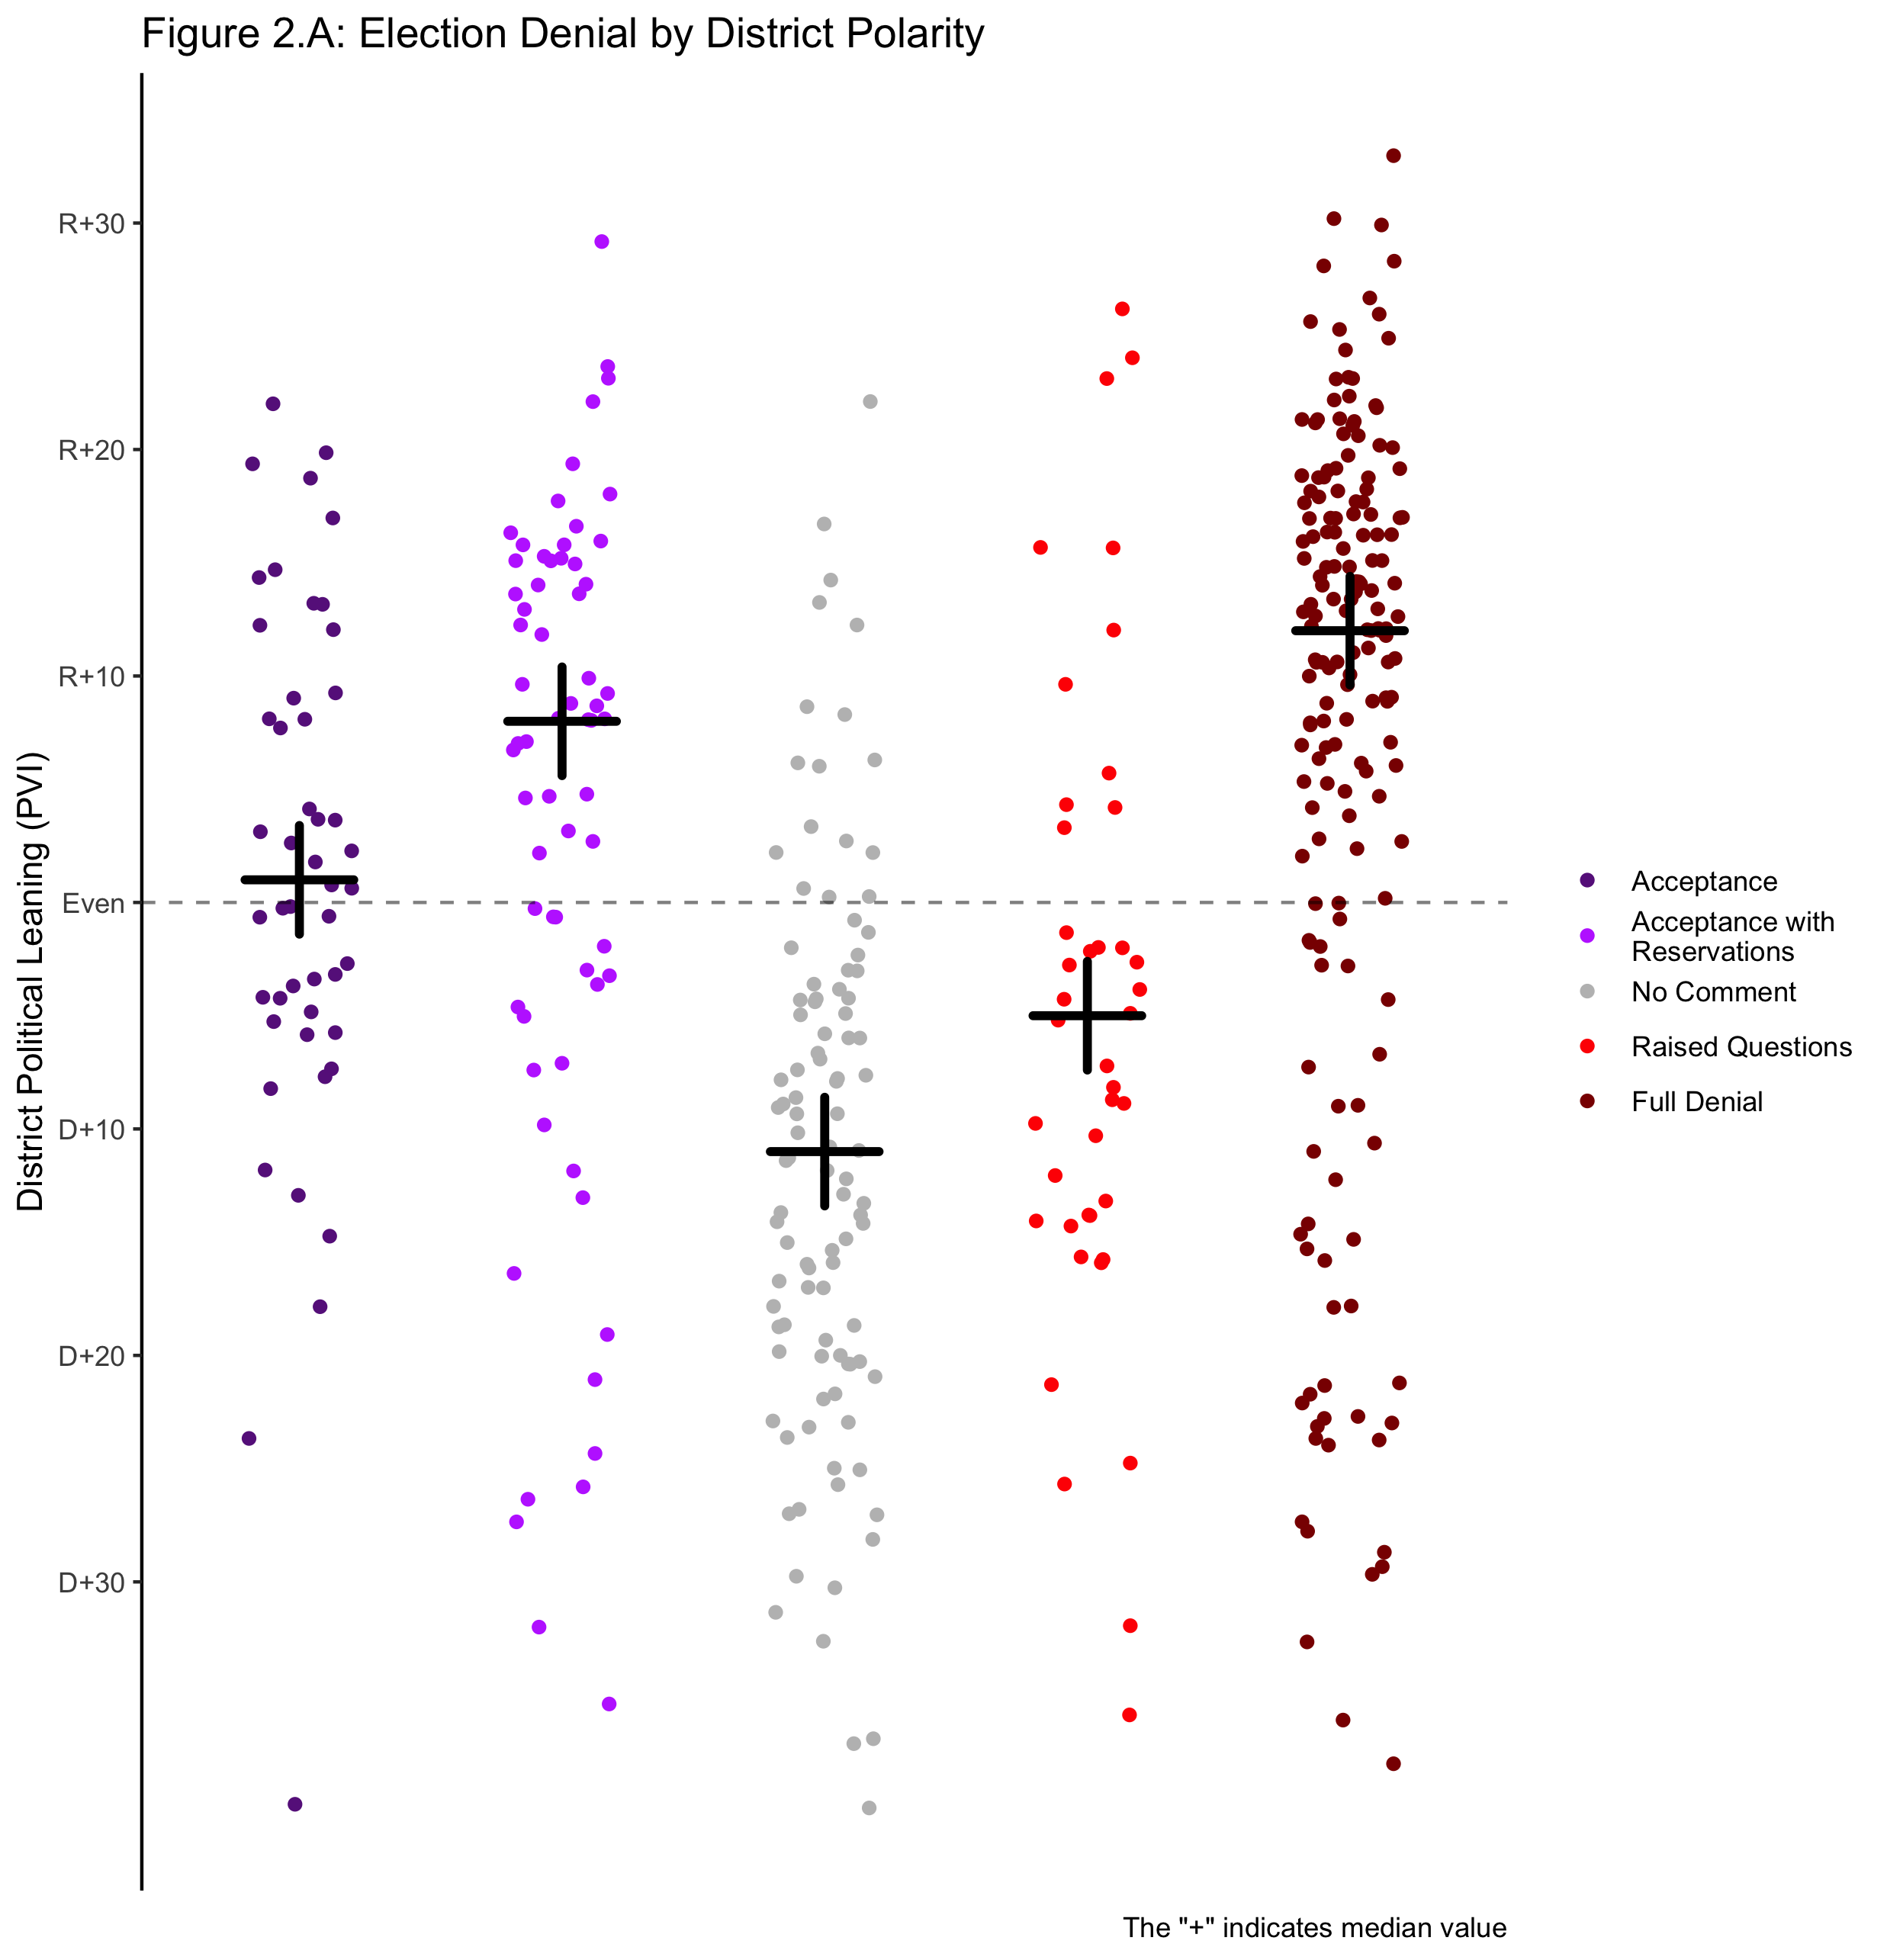 Figure 2.A: Election Denial by District Polarity
District Political Leaning (PVI)
R+30
R+20
R+10
Even
D+10
D+20
D+30
Acceptance
Acceptance with
Reservations
No Comment
Raised Questions
Full Denial
The "+" indicates median value